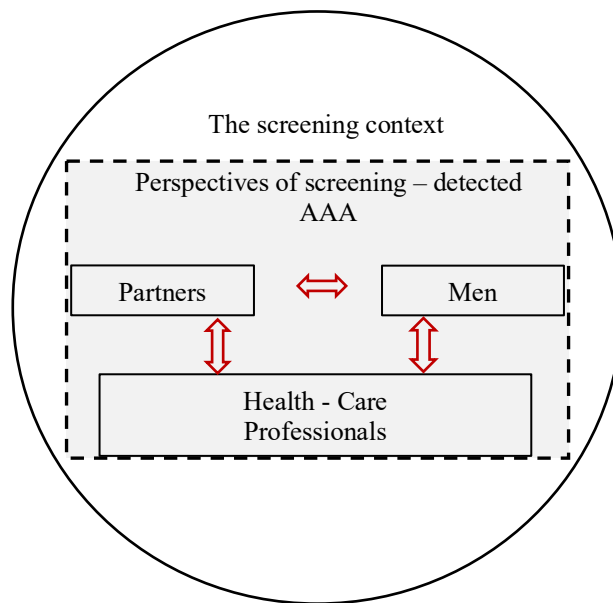 The screening context
Perspectives of screening – detected
AAA
Partners
Men
Health - Care
Professionals